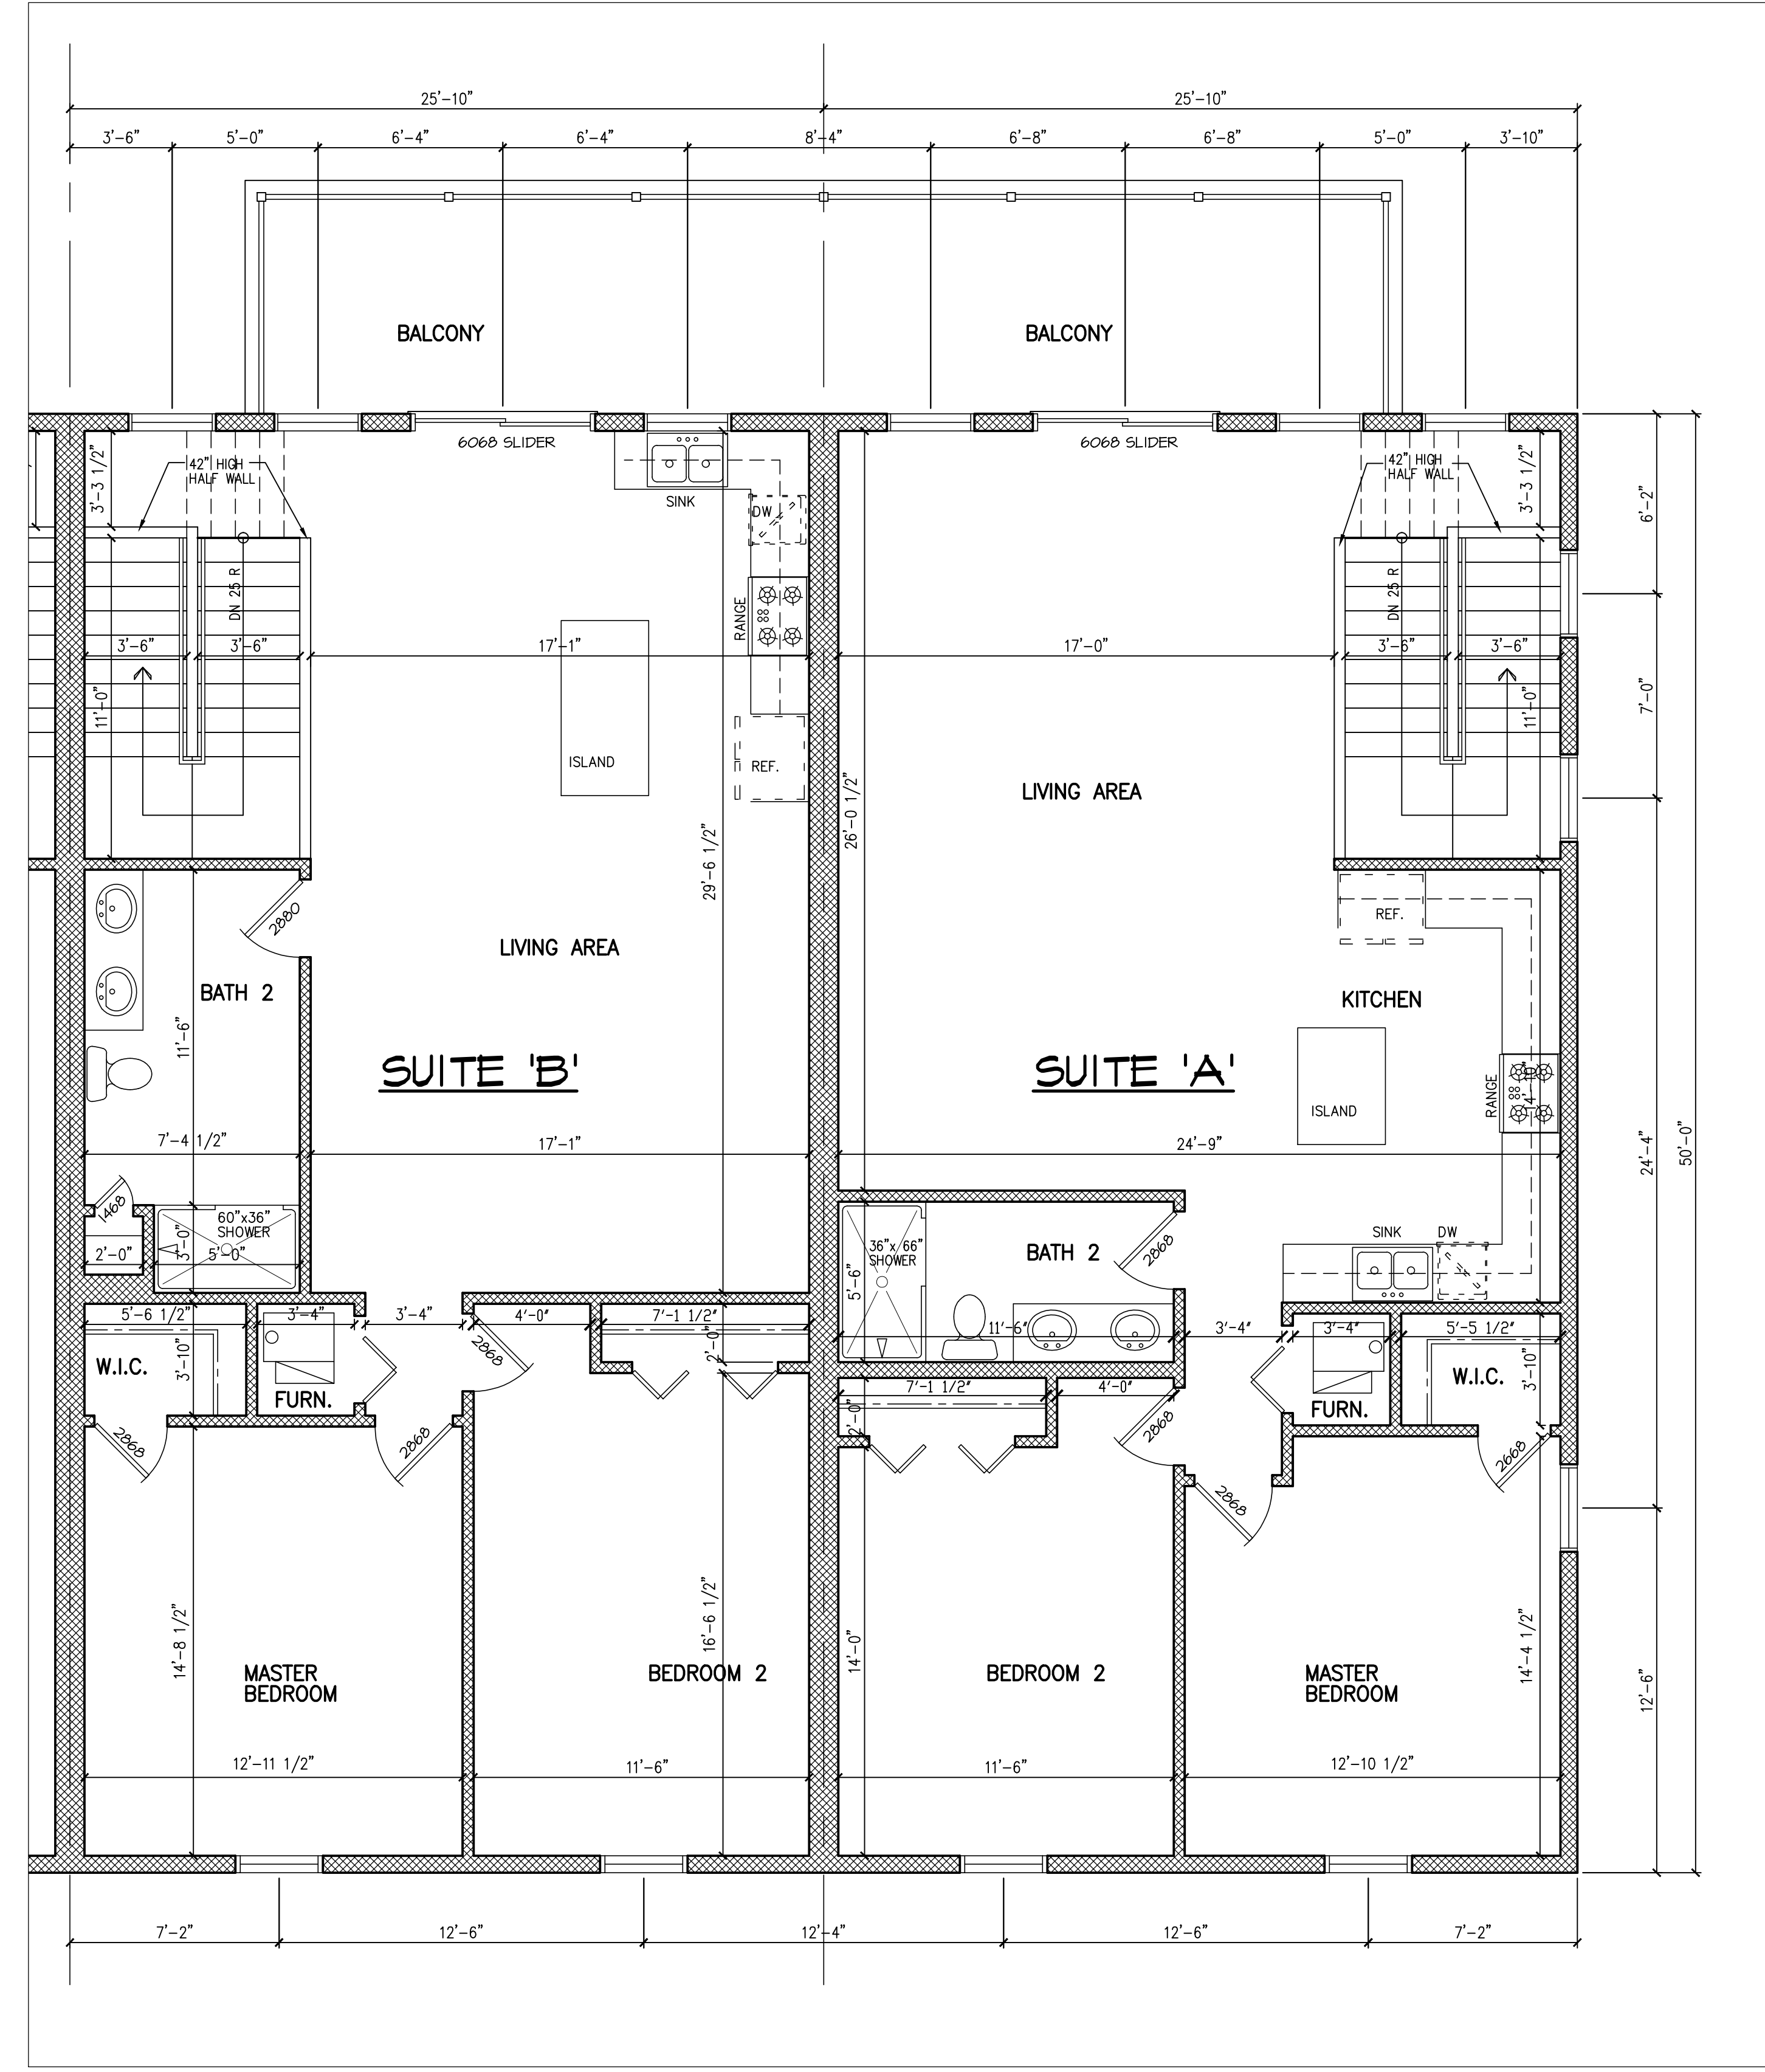 25'-10" 25'-10"
3'-6" 5'-0" 6'-4" 6'-4" 8'-4" 6'-8" 6'-8" 5'-0" 3'-10"
BALCONY BALCONY
6068 SLIDER 6068 SLIDER
42" HIGH
HALF WALL
42" HIGH
HALF WALL
3'-3 1/2" 3'-3 1/2" 6'-2"
SINK
DW
DN 25 R DN 25 R
RANGE
3'-6" 3'-6" 17'-1" 17'-0" 3'-6" 3'-6"
11'-0" 11'-0" 7'-0"
ISLAND REF.
LIVING AREA
26'-0 1/2"
29'-6 1/2"
2880
REF.
LIVING AREA
BATH 2 KITCHEN
11'-6"
SUITE 'B' SUITE 'A'
RANGE
14'-10"
ISLAND
7'-4 1/2" 17'-1" 24'-9" 24'-4" 50'-0"
1468
60"x36"
SHOWER
2'-0" 3'-0" 5'-0"
36"x 66"
SHOWER
5'-6"
BATH 2
2868
SINK DW
5'-6 1/2" 3'-4" 3'-4" 4'-0" 7'-1 1/2" 11'-6" 3'-4" 3'-4" 5'-5 1/2"
2868
2'-0"
W.I.C. 3'-10" W.I.C. 3'-10"
FURN. FURN.
7'-1 1/2" 4'-0"
2'-0"
2868
2868 2868 2668
2868
14'-8 1/2" 16'-6 1/2" 14'-0" 14'-4 1/2"
MASTER
BEDROOM
BEDROOM 2 BEDROOM 2
MASTER
BEDROOM
12'-6"
12'-11 1/2" 11'-6" 11'-6" 12'-10 1/2"
7'-2" 12'-6" 12'-4" 12'-6" 7'-2"